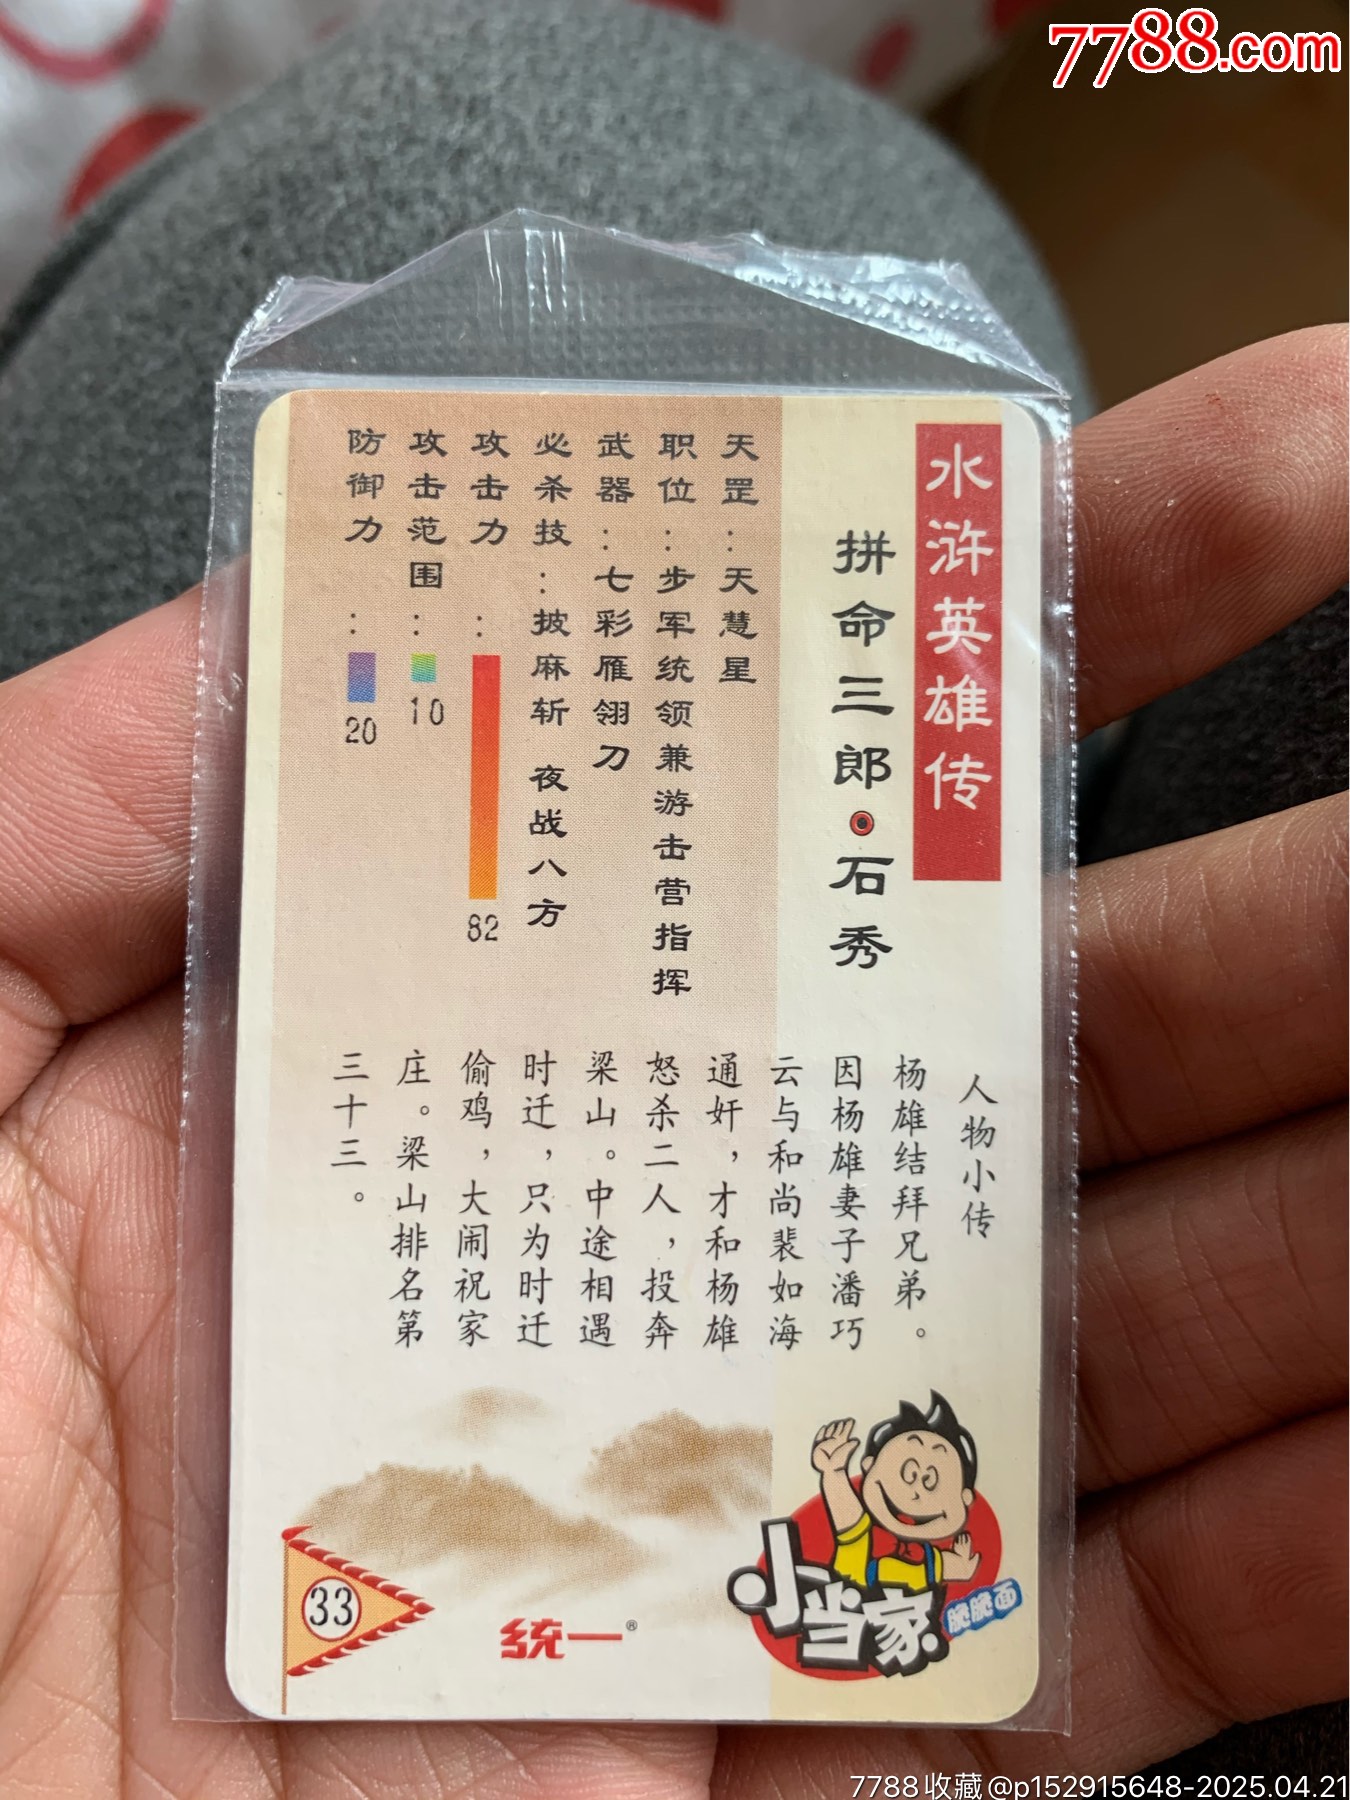 7788.com
水浒英雄传
拼命三郎·石秀
天罡：天慧星
职位：步军统领兼游击营指挥
武器：七彩雁翎刀
必杀技：披麻斩 夜战八方
攻击力：82
攻击范围：10
防御力：20
人物小传
杨雄结拜兄弟。
因杨雄妻子潘巧
云与和尚裴如海
通奸，才和杨雄
怒杀二人，投奔
梁山。中途相遇
时迁，只为时迁
偷鸡，大闹祝家
庄。梁山排名第
三十三。
33
统一®
小当家
脆脆面
7788收藏@p152915648-2025.04.21